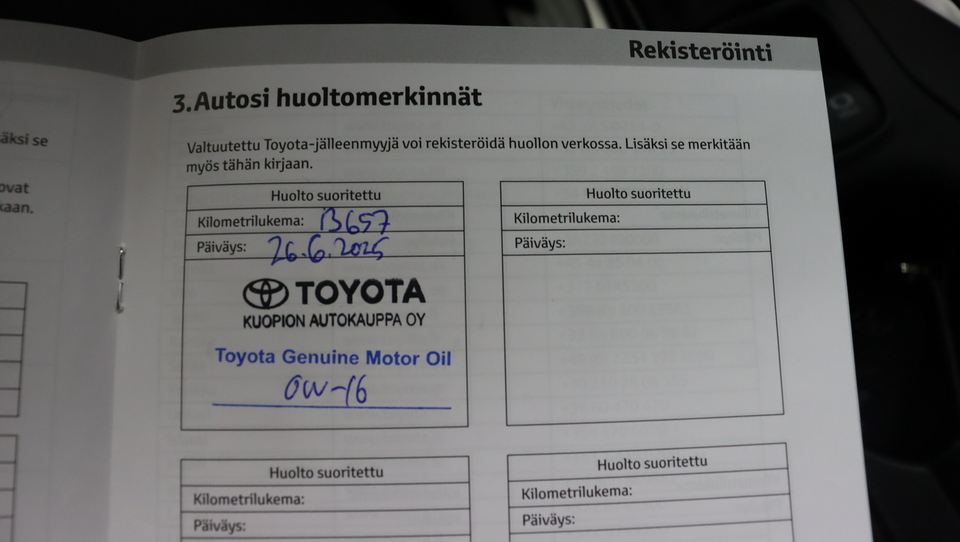 Rekisteröinti
äksi se
ovat
kaan.
3.Autosi huoltomerkinnät
Valtuutettu Toyota-jälleenmyyjä voi rekisteröidä huollon verkossa. Lisäksi se merkitään
myös tähän kirjaan.
Huolto suoritettu
Kilometrilukema: 13657
Päiväys: 26.6.2025
TOYOTA
KUOPION AUTOKAUPPA OY
Toyota Genuine Motor Oil
0W-16
Huolto suoritettu
Kilometrilukema:
Päiväys:
Huolto suoritettu
Kilometrilukema:
Päiväys:
Huolto suoritettu
Kilometrilukema:
Päiväys: